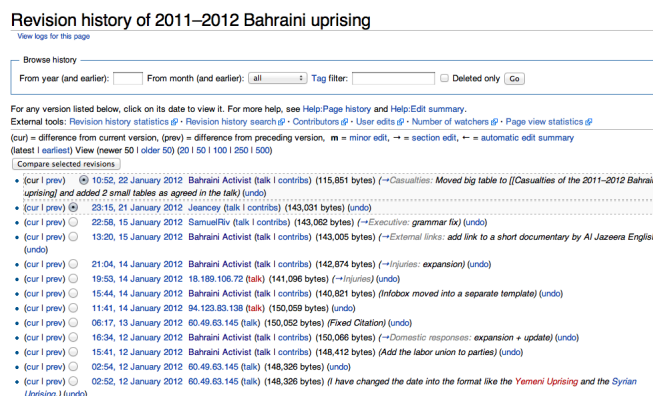 Revision history of 2011–2012 Bahraini uprising
View logs for this page
Browse history
From year (and earlier): From month (and earlier): all Tag filter: Deleted only Go
For any version listed below, click on its date to view it. For more help, see Help:Page history and Help:Edit summary.
External tools: Revision history statistics · Revision history search · Contributors · User edits · Number of watchers · Page view statistics
(cur) = difference from current version, (prev) = difference from preceding version, m = minor edit, → = section edit, ← = automatic edit summary
(latest | earliest) View (newer 50 | older 50) (20 | 50 | 100 | 250 | 500)
Compare selected revisions
(cur | prev) 10:52, 22 January 2012 Bahraini Activist (talk | contribs) (115,851 bytes) (→Casualties: Moved big table to [[Casualties of the 2011–2012 Bahrai
uprising] and added 2 small tables as agreed in the talk) (undo)
(cur | prev) 23:15, 21 January 2012 Jeancey (talk | contribs) (143,031 bytes) (undo)
(cur | prev) 22:58, 15 January 2012 SamuelRiv (talk | contribs) (143,062 bytes) (→Executive: grammar fix) (undo)
(cur | prev) 13:20, 15 January 2012 Bahraini Activist (talk | contribs) (143,005 bytes) (→External links: add link to a short documentary by Al Jazeera Englis
(undo)
(cur | prev) 21:04, 14 January 2012 Bahraini Activist (talk | contribs) (142,874 bytes) (→Injuries: expansion) (undo)
(cur | prev) 19:53, 14 January 2012 18.189.106.72 (talk) (141,096 bytes) (→Injuries) (undo)
(cur | prev) 15:44, 14 January 2012 Bahraini Activist (talk | contribs) (140,821 bytes) (Infobox moved into a separate template) (undo)
(cur | prev) 11:41, 14 January 2012 94.123.83.138 (talk) (150,059 bytes) (undo)
(cur | prev) 06:17, 13 January 2012 60.49.63.145 (talk) (150,052 bytes) (Fixed Citation) (undo)
(cur | prev) 16:34, 12 January 2012 Bahraini Activist (talk | contribs) (150,066 bytes) (→Domestic responses: expansion + update) (undo)
(cur | prev) 15:41, 12 January 2012 Bahraini Activist (talk | contribs) (148,412 bytes) (Add the labor union to parties) (undo)
(cur | prev) 02:54, 12 January 2012 60.49.63.145 (talk) (148,326 bytes) (undo)
(cur | prev) 02:52, 12 January 2012 60.49.63.145 (talk) (148,326 bytes) (I have changed the date into the format like the Yemeni Uprising and the Syrian
Uprising.) (undo)